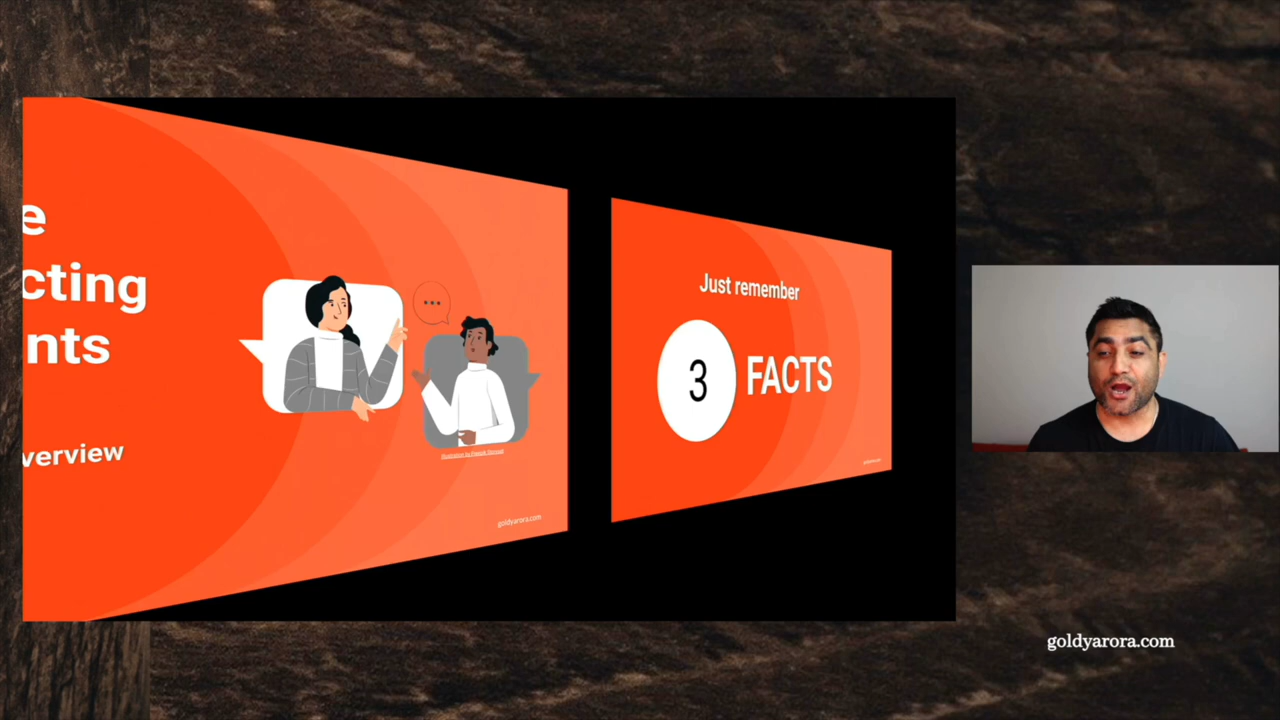 e
cting
nts
verview
goldyarora.com
Just remember
3 FACTS
goldyarora.com